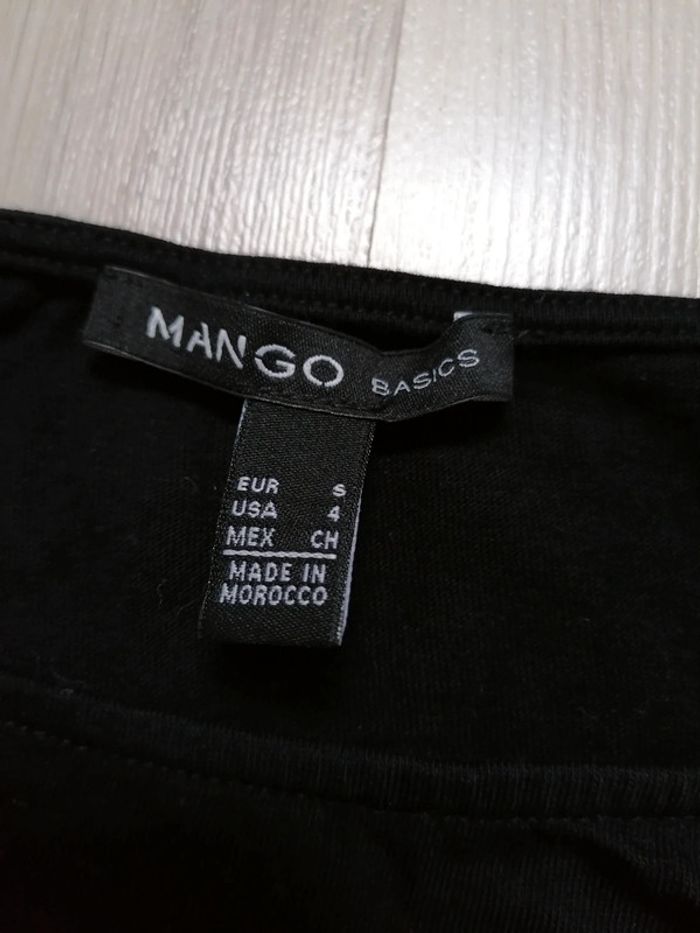 MANGO BASICS
EUR S
USA 4
MEX CH
MADE IN
MOROCCO